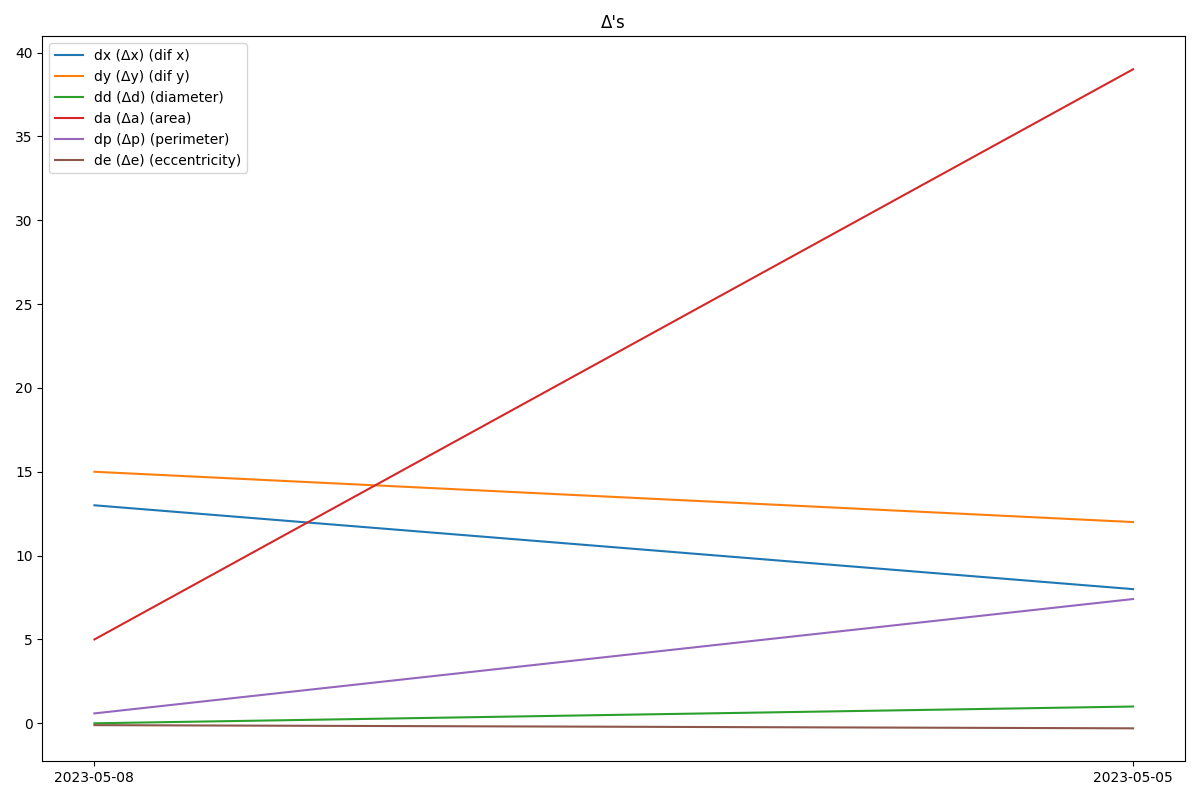 Δ's
dx (Δx) (dif x)
dy (Δy) (dif y)
dd (Δd) (diameter)
da (Δa) (area)
dp (Δp) (perimeter)
de (Δe) (eccentricity)
40
35
30
25
20
15
10
5
0
2023-05-08 2023-05-05